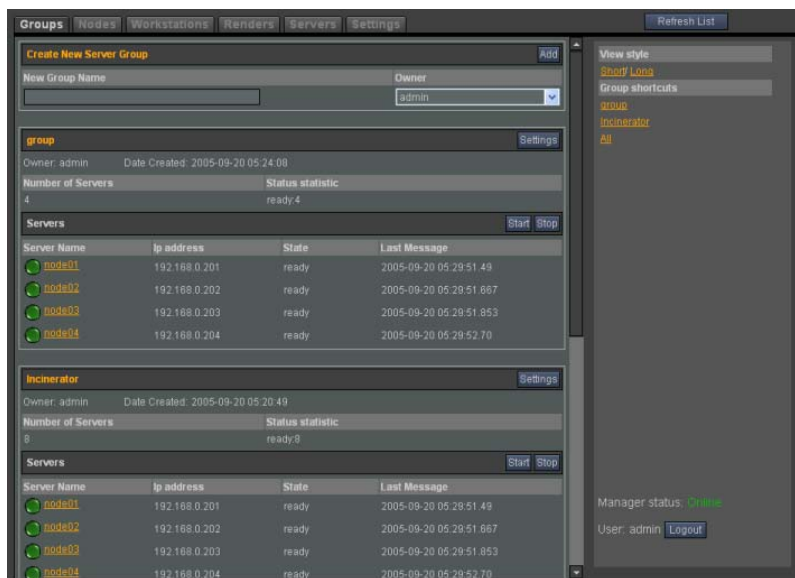 Groups Nodes Workstations Renders Servers Settings
Refresh List
Create New Server Group Add
New Group Name Owner
admin
group Settings
Owner: admin Date Created: 2005-09-20 05:24:08
Number of Servers Status statistic
4 ready:4
Servers Start Stop
Server Name Ip address State Last Message
node01 192.168.0.201 ready 2005-09-20 05:29:51.49
node02 192.168.0.202 ready 2005-09-20 05:29:51.667
node03 192.168.0.203 ready 2005-09-20 05:29:51.853
node04 192.168.0.204 ready 2005-09-20 05:29:52.70
Incinerator Settings
Owner: admin Date Created: 2005-09-20 05:20:49
Number of Servers Status statistic
8 ready:8
Servers Start Stop
Server Name Ip address State Last Message
node01 192.168.0.201 ready 2005-09-20 05:29:51.49
node02 192.168.0.202 ready 2005-09-20 05:29:51.667
node03 192.168.0.203 ready 2005-09-20 05:29:51.853
node04 192.168.0.204 ready 2005-09-20 05:29:52.70
View style
Short/ Long
Group shortcuts
group
Incinerator
All
Manager status: Online
User: admin Logout